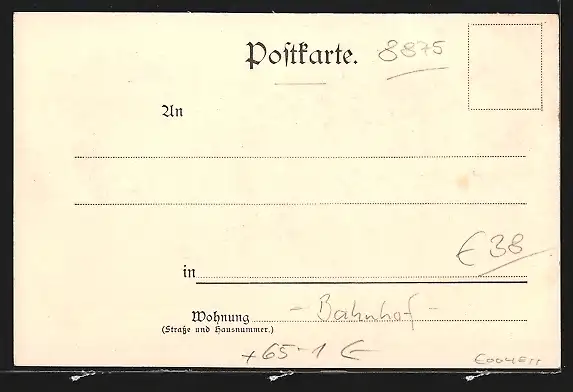 Postkarte. 8875
An
€ 38
in
Wohnung - Bahnhof -
(Straße und Hausnummer.)
+65-1 €